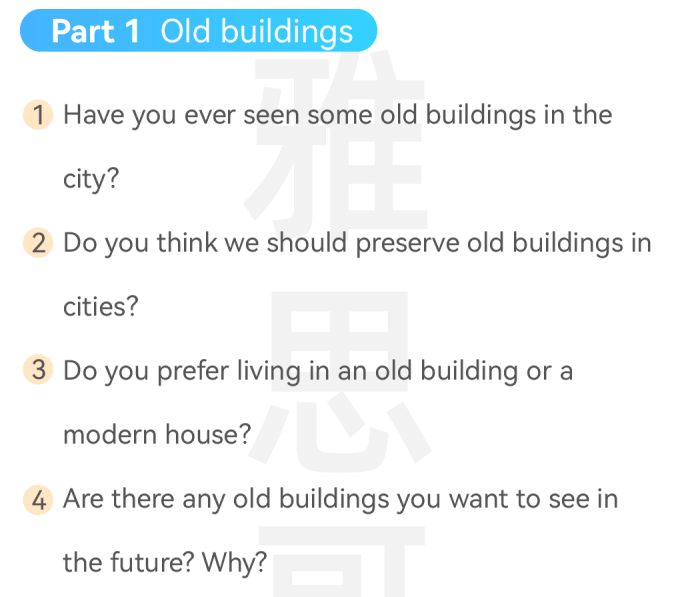 Part 1 Old buildings
1 Have you ever seen some old buildings in the
city?
2 Do you think we should preserve old buildings in
cities?
3 Do you prefer living in an old building or a
modern house?
4 Are there any old buildings you want to see in
the future? Why?
雅
思